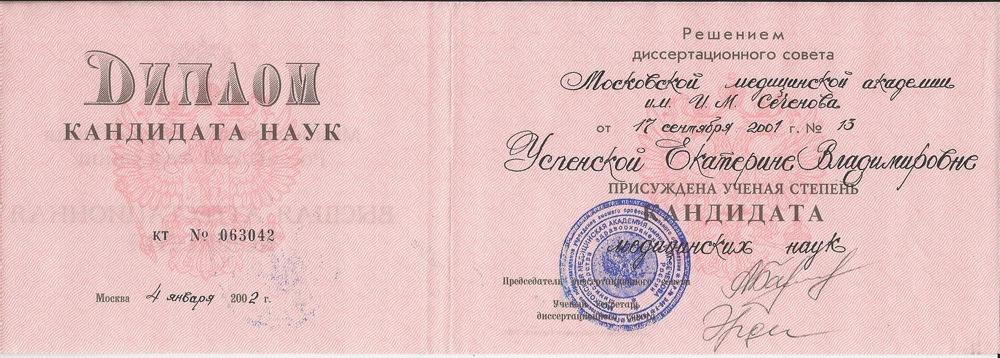 ДИПЛОМ
КАНДИДАТА НАУК
КТ № 063042
Москва 4 января 2002 г.
Решением
диссертационного совета
Московской медицинской академии
им. И.М. Сеченова
от 17 сентября 2001 г. № 13
Успенской Екатерине Владимировне
ПРИСУЖДЕНА УЧЕНАЯ СТЕПЕНЬ
КАНДИДАТА
медицинских наук
Председатель диссертационного совета
Ученый секретарь
диссертационного совета